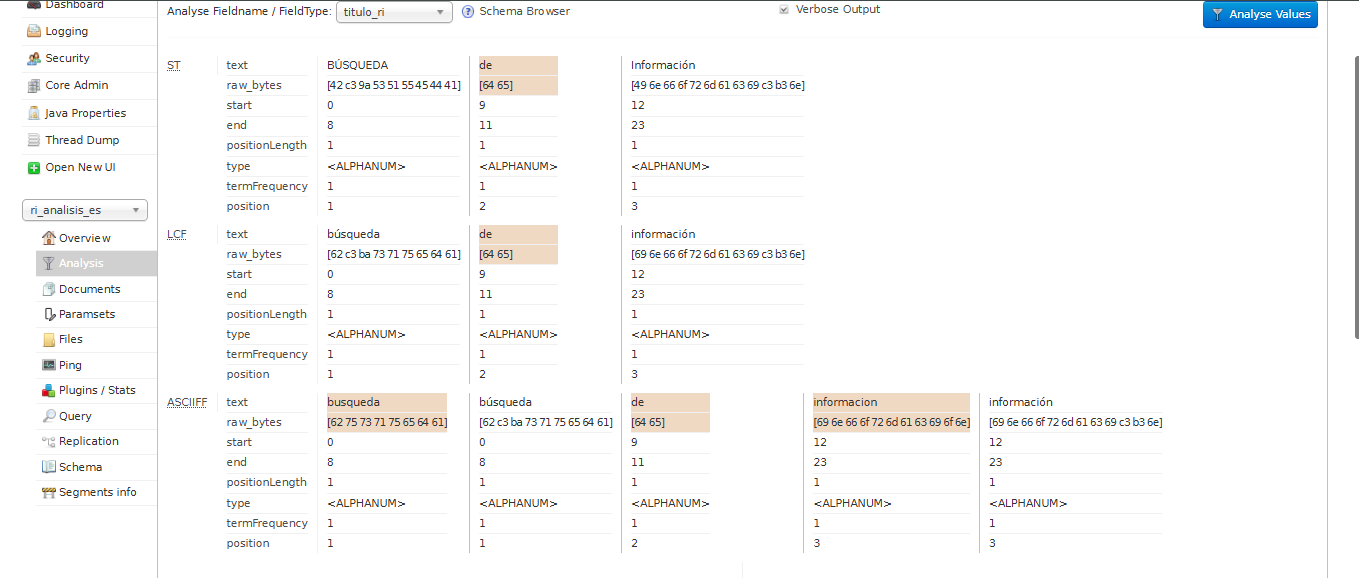 Dashboard
Logging
Security
Core Admin
Java Properties
Thread Dump
Open New UI
ri_analisis_es
Overview
Analysis
Documents
Paramsets
Files
Ping
Plugins / Stats
Query
Replication
Schema
Segments info
Analyse Fieldname / FieldType: titulo_ri ? Schema Browser Verbose Output Analyse Values
ST text BÚSQUEDA de Información
raw_bytes [42 c3 9a 53 51 55 45 44 41] [64 65] [49 6e 66 6f 72 6d 61 63 69 c3 b3 6e]
start 0 9 12
end 8 11 23
positionLength 1 1 1
type <ALPHANUM> <ALPHANUM> <ALPHANUM>
termFrequency 1 1 1
position 1 2 3
LCF text búsqueda de información
raw_bytes [62 c3 ba 73 71 75 65 64 61] [64 65] [69 6e 66 6f 72 6d 61 63 69 c3 b3 6e]
start 0 9 12
end 8 11 23
positionLength 1 1 1
type <ALPHANUM> <ALPHANUM> <ALPHANUM>
termFrequency 1 1 1
position 1 2 3
ASCIIFF text busqueda búsqueda de informacion información
raw_bytes [62 75 73 71 75 65 64 61] [62 c3 ba 73 71 75 65 64 61] [64 65] [69 6e 66 6f 72 6d 61 63 69 6f 6e] [69 6e 66 6f 72 6d 61 63 69 c3 b3 6e]
start 0 0 9 12 12
end 8 8 11 23 23
positionLength 1 1 1 1 1
type <ALPHANUM> <ALPHANUM> <ALPHANUM> <ALPHANUM> <ALPHANUM>
termFrequency 1 1 1 1 1
position 1 1 2 3 3